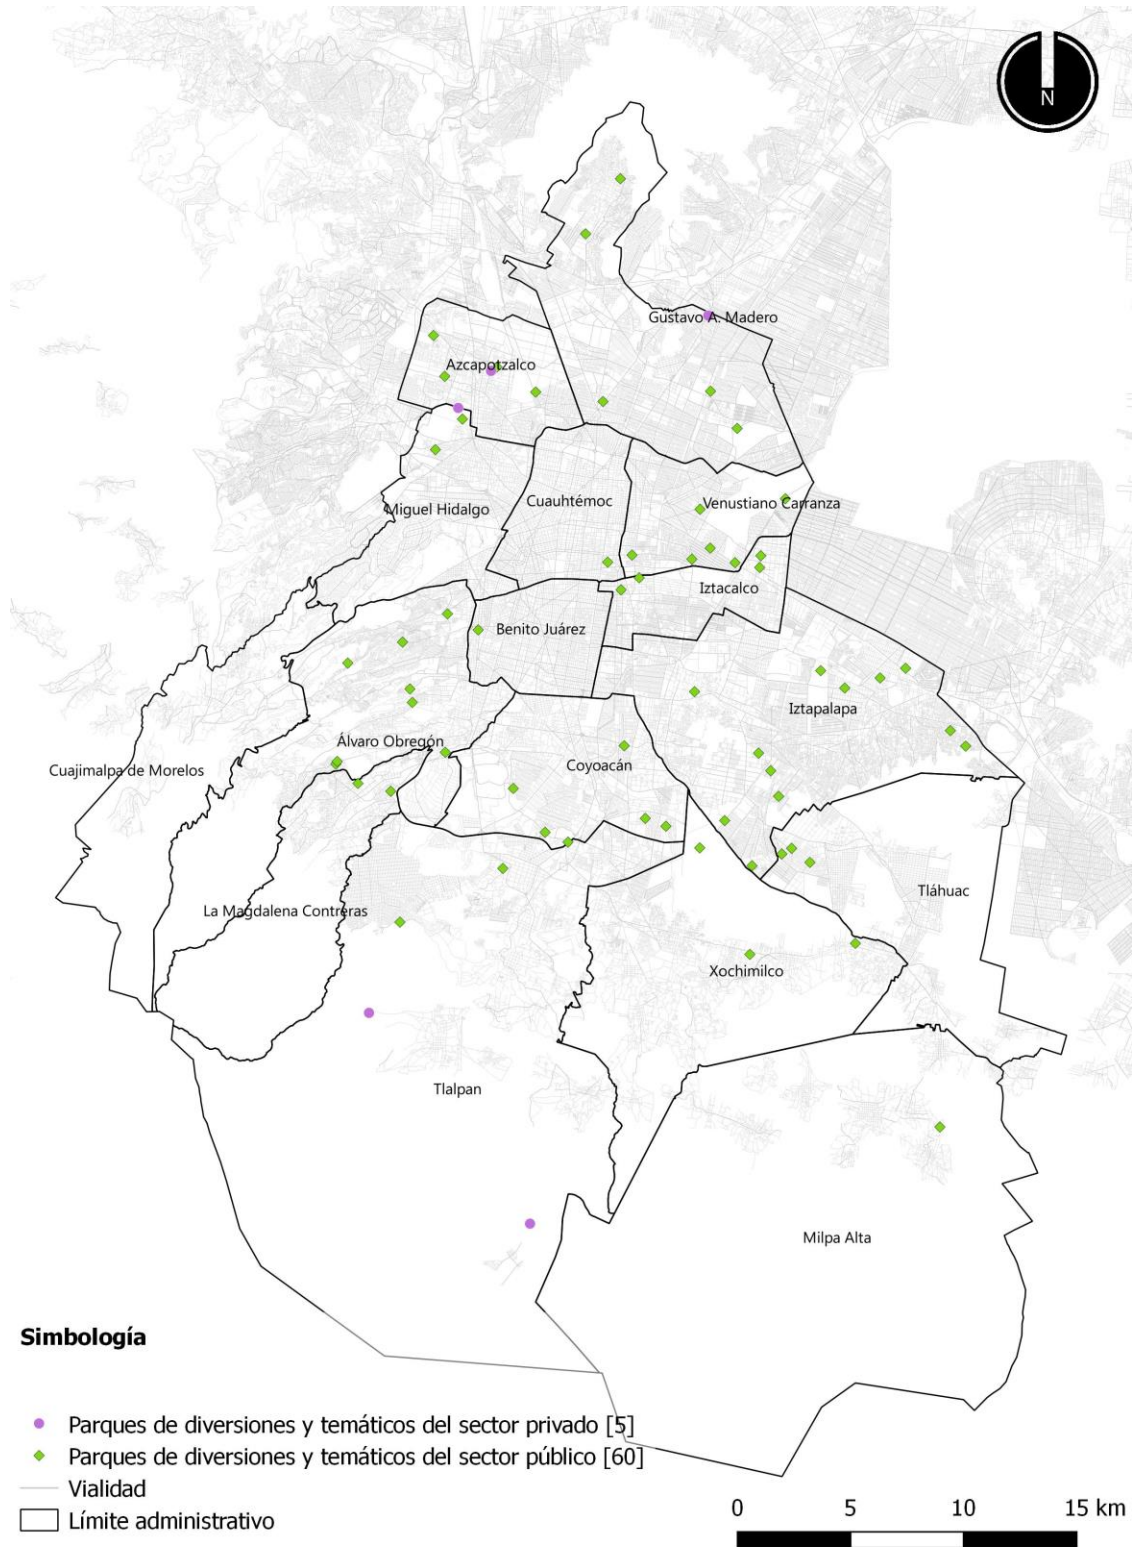 N
Gustavo A. Madero
Azcapotzalco
Cuauhtémoc
Venustiano Carranza
Miguel Hidalgo
Iztacalco
Benito Juárez
Iztapalapa
Álvaro Obregón
Coyoacán
Cuajimalpa de Morelos
Tláhuac
La Magdalena Contreras
Xochimilco
Tlalpan
Milpa Alta
Simbología
Parques de diversiones y temáticos del sector privado [5]
Parques de diversiones y temáticos del sector público [60]
Vialidad
Límite administrativo
0 5 10 15 km